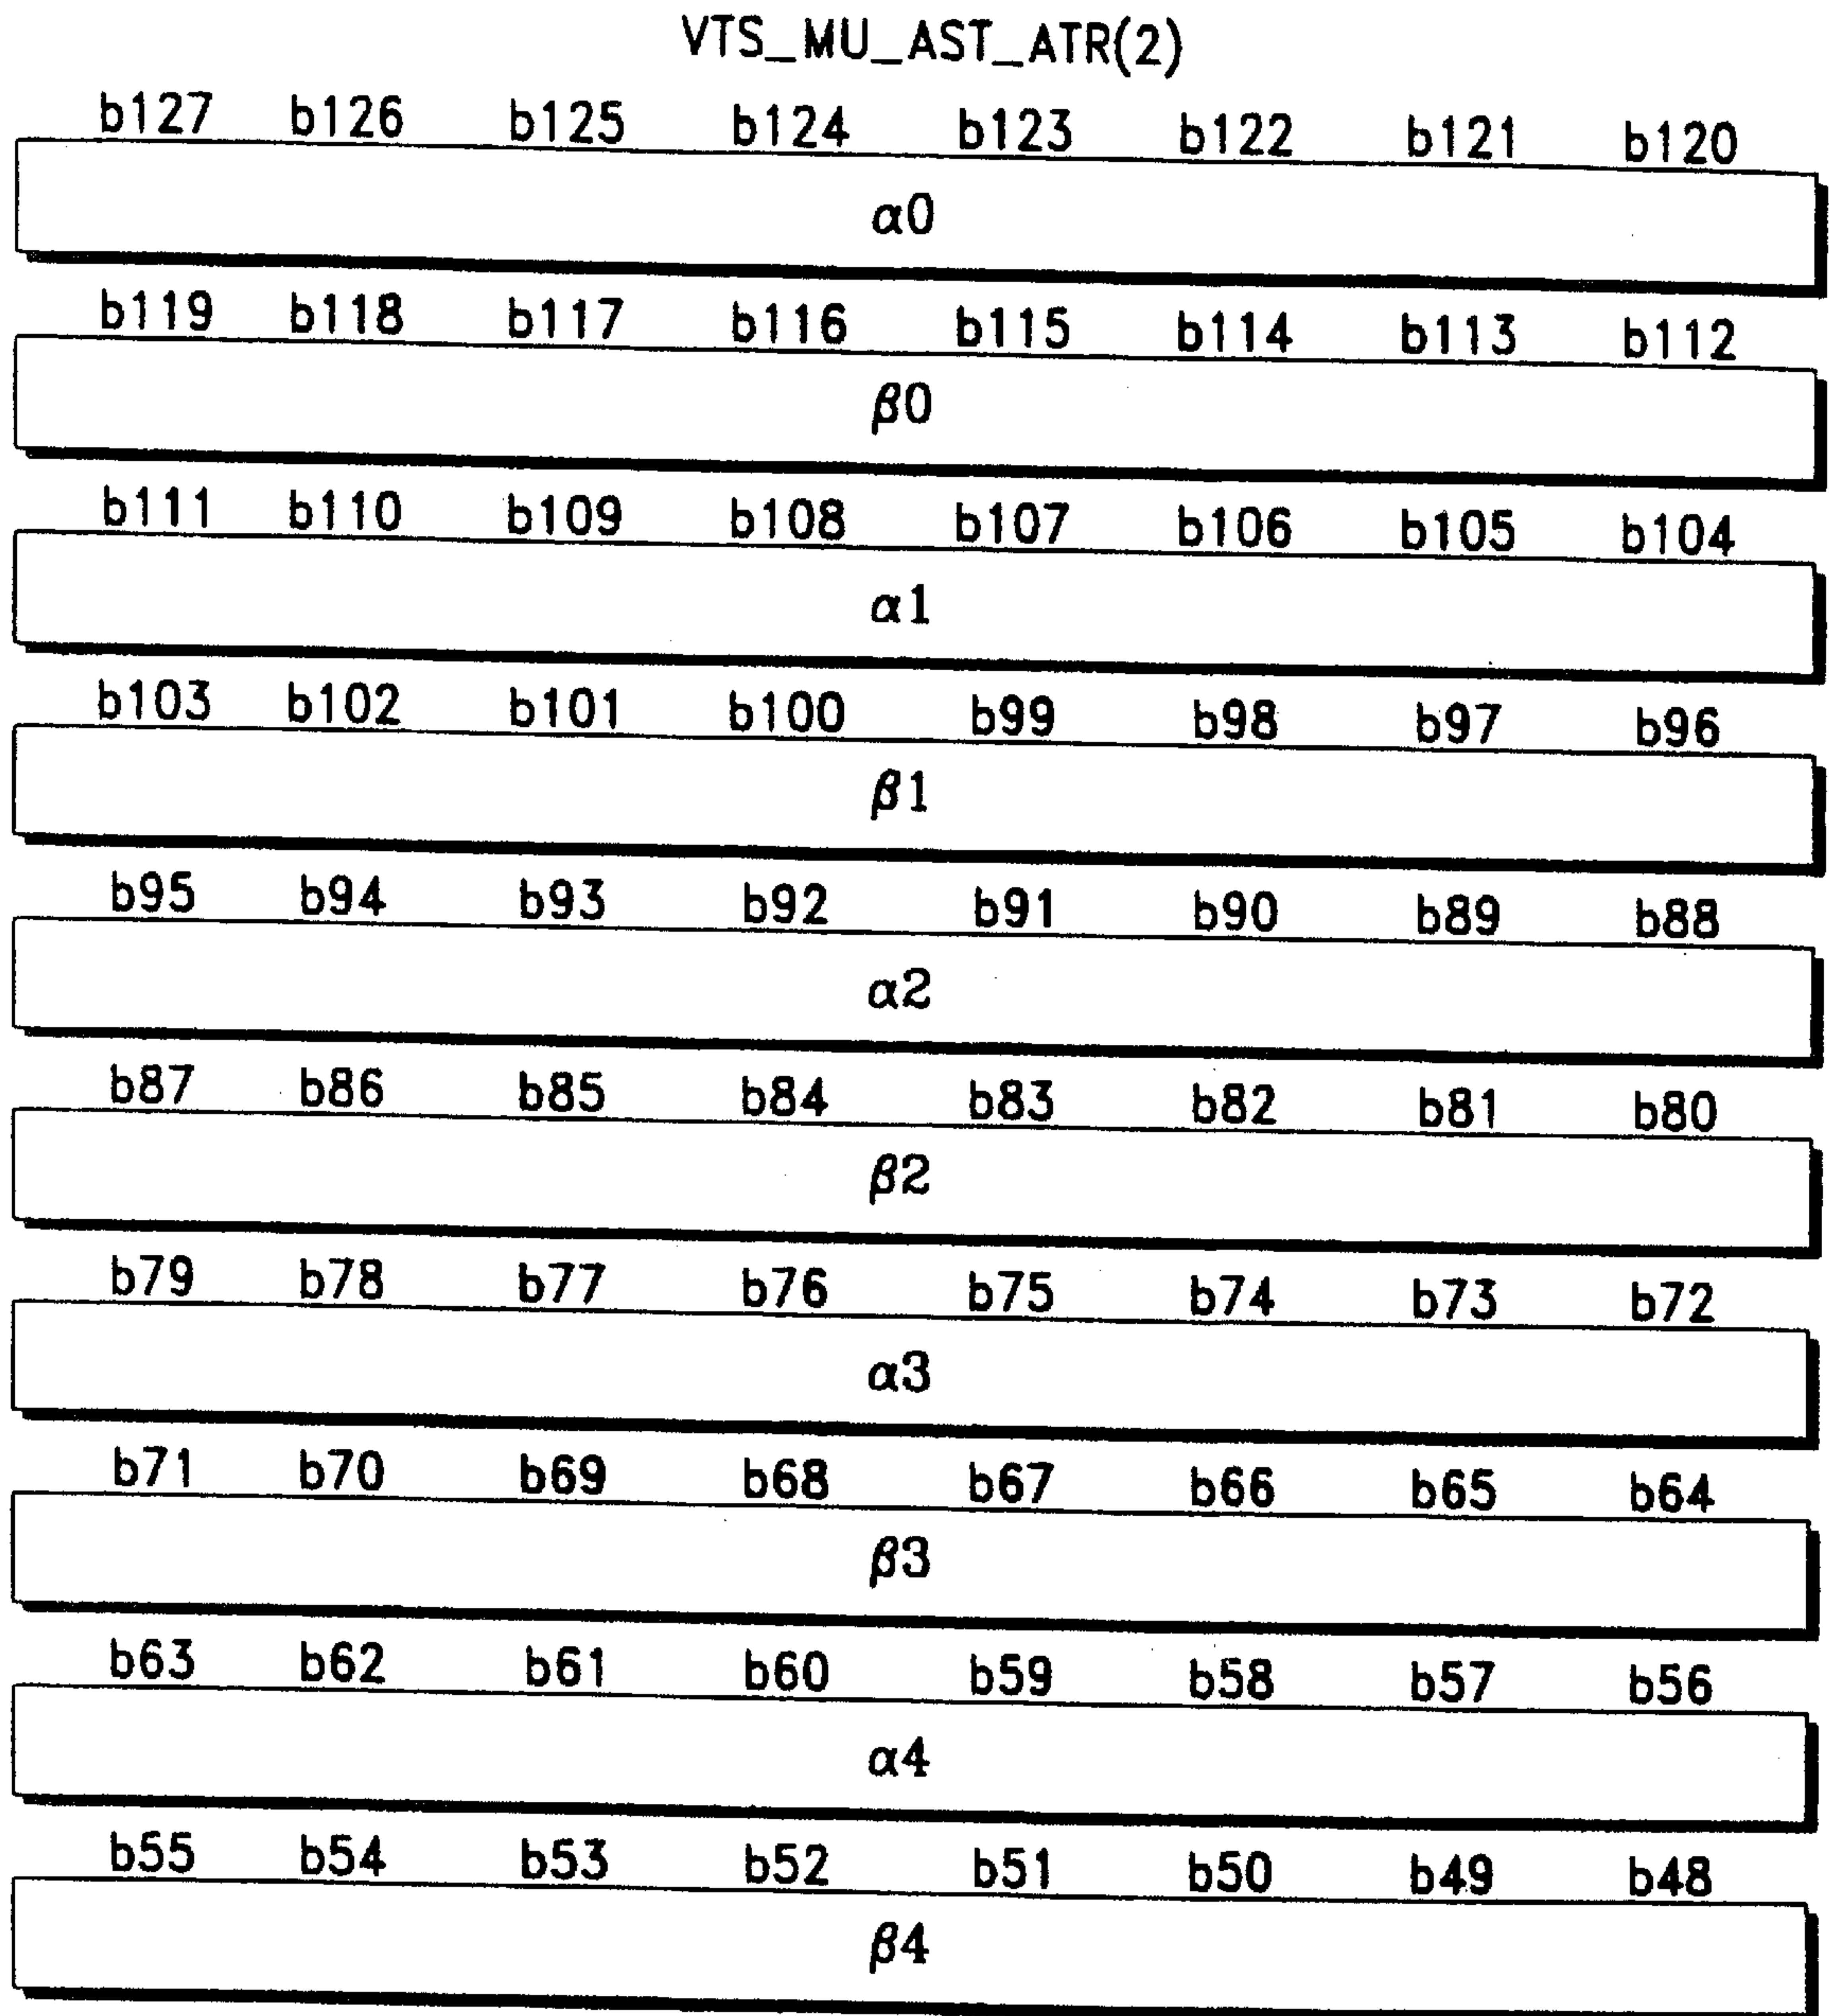 VTS_MU_AST_ATR(2)
b127 b126 b125 b124 b123 b122 b121 b120
α0
b119 b118 b117 b116 b115 b114 b113 b112
β0
b111 b110 b109 b108 b107 b106 b105 b104
α1
b103 b102 b101 b100 b99 b98 b97 b96
β1
b95 b94 b93 b92 b91 b90 b89 b88
α2
b87 b86 b85 b84 b83 b82 b81 b80
β2
b79 b78 b77 b76 b75 b74 b73 b72
α3
b71 b70 b69 b68 b67 b66 b65 b64
β3
b63 b62 b61 b60 b59 b58 b57 b56
α4
b55 b54 b53 b52 b51 b50 b49 b48
β4